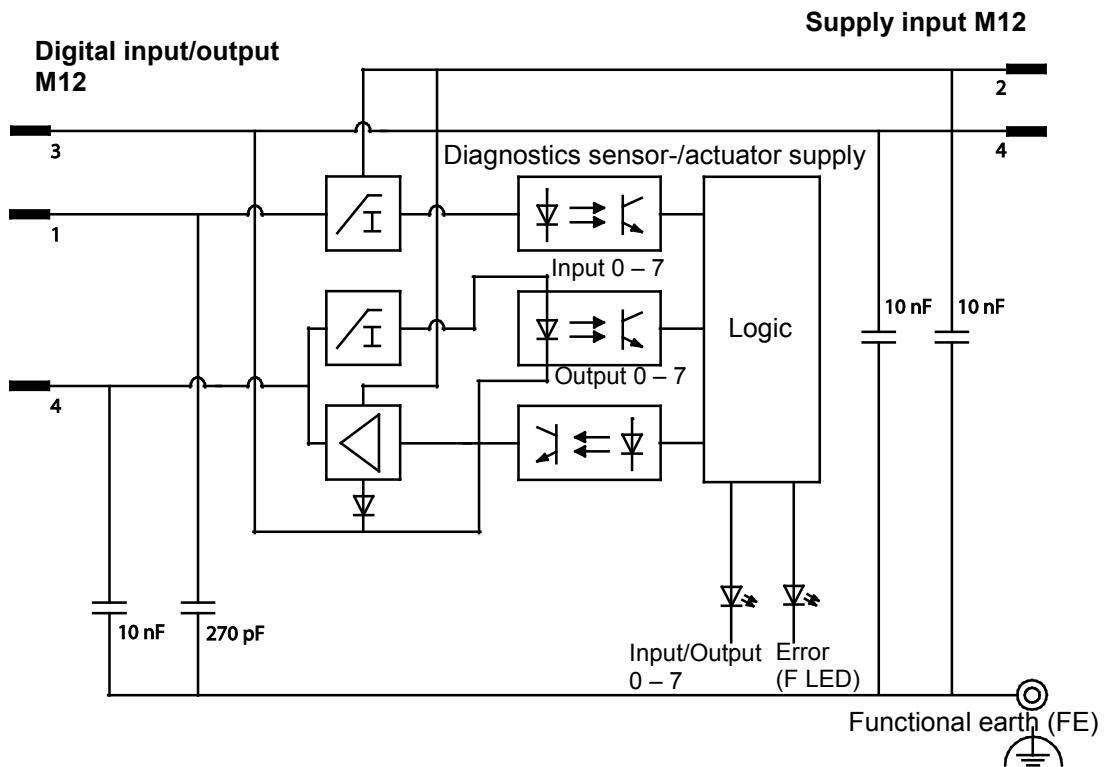 Supply input M12
Digital input/output
M12
2
3
4
Diagnostics sensor-/actuator supply
1
Input 0 – 7
10 nF
10 nF
Logic
Output 0 – 7
4
10 nF
270 pF
Input/Output
0 – 7
Error
(F LED)
Functional earth (FE)